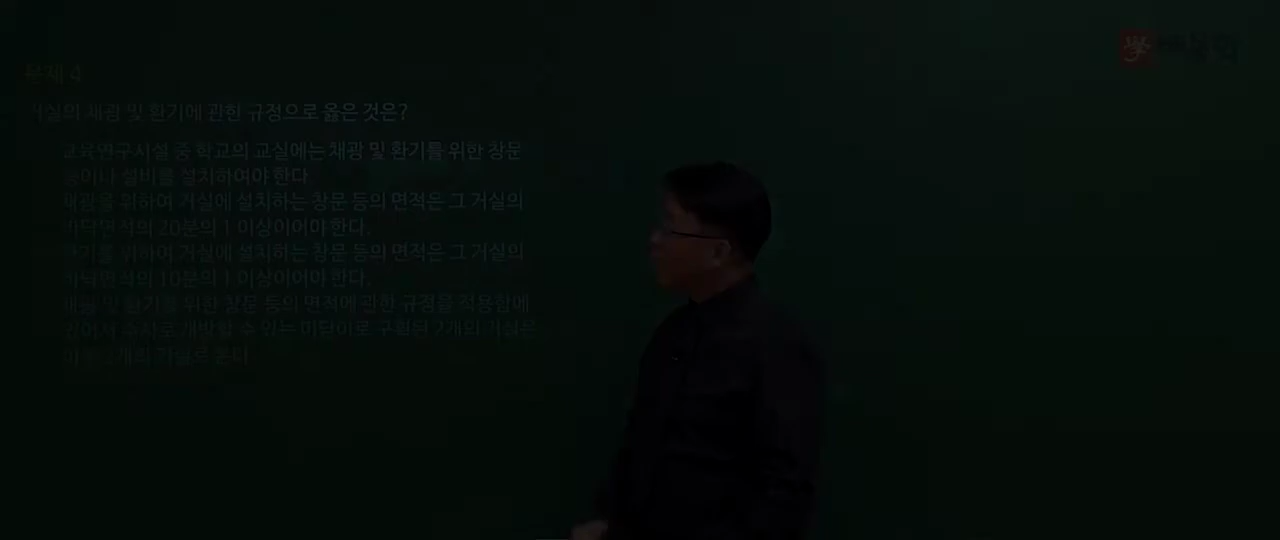 문제 4
거실의 채광 및 환기에 관한 규정으로 옳은 것은?
교육연구시설 중 학교의 교실에는 채광 및 환기를 위한 창문
등이나 설비를 설치하여야 한다
채광을 위하여 거실에 설치하는 창문 등의 면적은 그 거실의
바닥면적의 20분의 1 이상이어야 한다.
환기를 위하여 거실에 설치하는 창문 등의 면적은 그 거실의
바닥면적의 10분의 1 이상이어야 한다.
채광 및 환기를 위한 창문 등의 면적에 관한 규정을 적용함에
있어서 수시로 개방할 수 있는 미닫이로 구획된 2개의 거실은
이를 1개의 거실로 본다
學